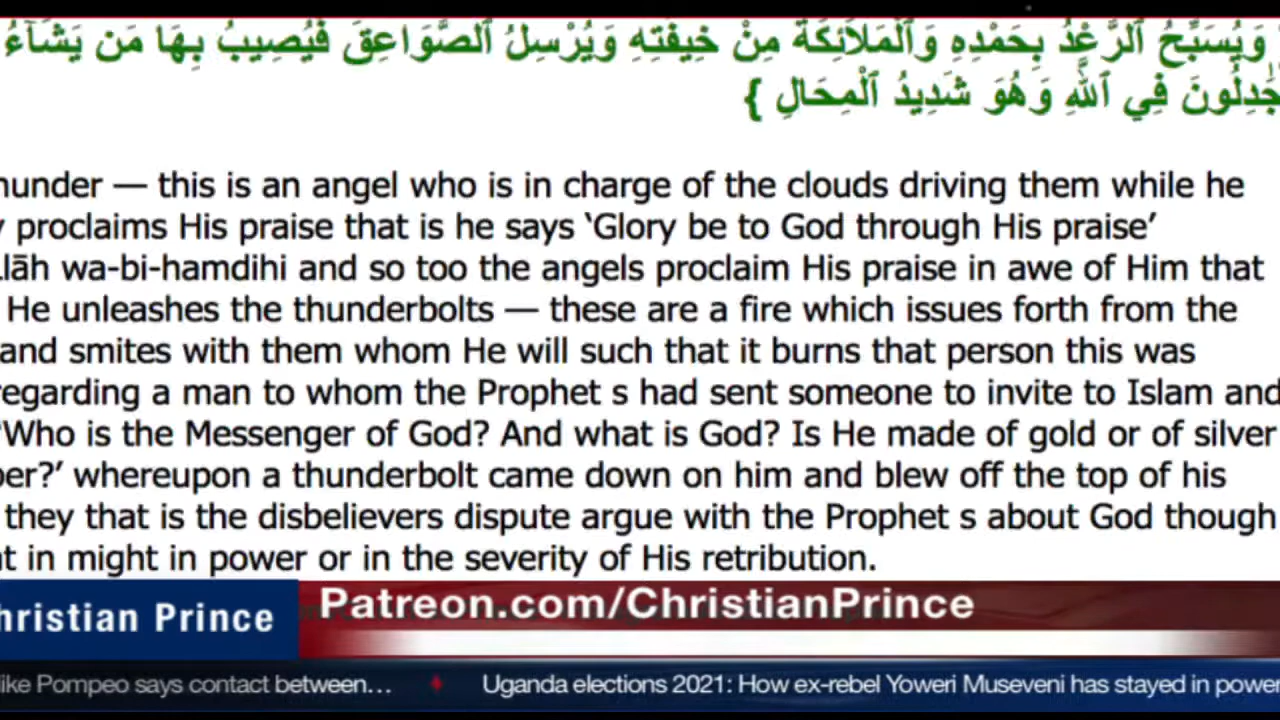 وَيُسَبِّحُ ٱلرَّعْدُ بِحَمْدِهِ وَٱلْمَلاَئِكَةُ مِنْ خِيفَتِهِ وَيُرْسِلُ ٱلصَّوَاعِقَ فَيُصِيبُ بِهَا مَن يَشَآءُ
فِي ٱللَّهِ وَهُوَ شَدِيدُ ٱلْمِحَالِ }
hunder — this is an angel who is in charge of the clouds driving them while he
y proclaims His praise that is he says ‘Glory be to God through His praise’
Llāh wa-bi-hamdihi and so too the angels proclaim His praise in awe of Him that
He unleashes the thunderbolts — these are a fire which issues forth from the
and smites with them whom He will such that it burns that person this was
regarding a man to whom the Prophet s had sent someone to invite to Islam and
‘Who is the Messenger of God? And what is God? Is He made of gold or of silver
per?’ whereupon a thunderbolt came down on him and blew off the top of his
they that is the disbelievers dispute argue with the Prophet s about God though
at in might in power or in the severity of His retribution.
hristian Prince
Patreon.com/ChristianPrince
like Pompeo says contact between... Uganda elections 2021: How ex-rebel Yoweri Museveni has stayed in power